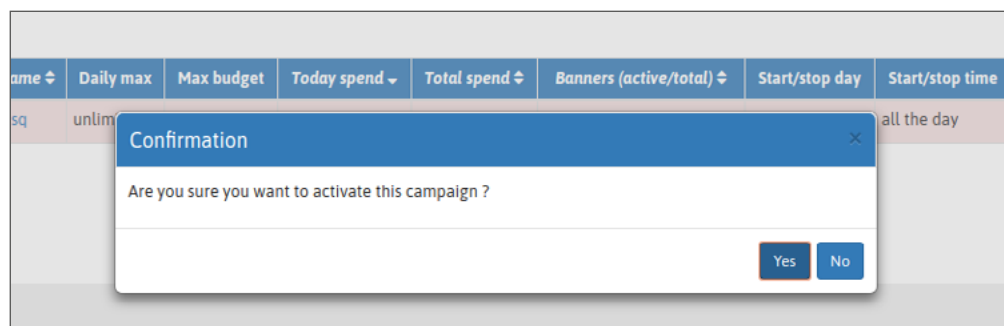 ame Daily max Max budget Today spend Total spend Banners (active/total) Start/stop day Start/stop time
sq unlim all the day
Confirmation ×
Are you sure you want to activate this campaign ?
Yes No